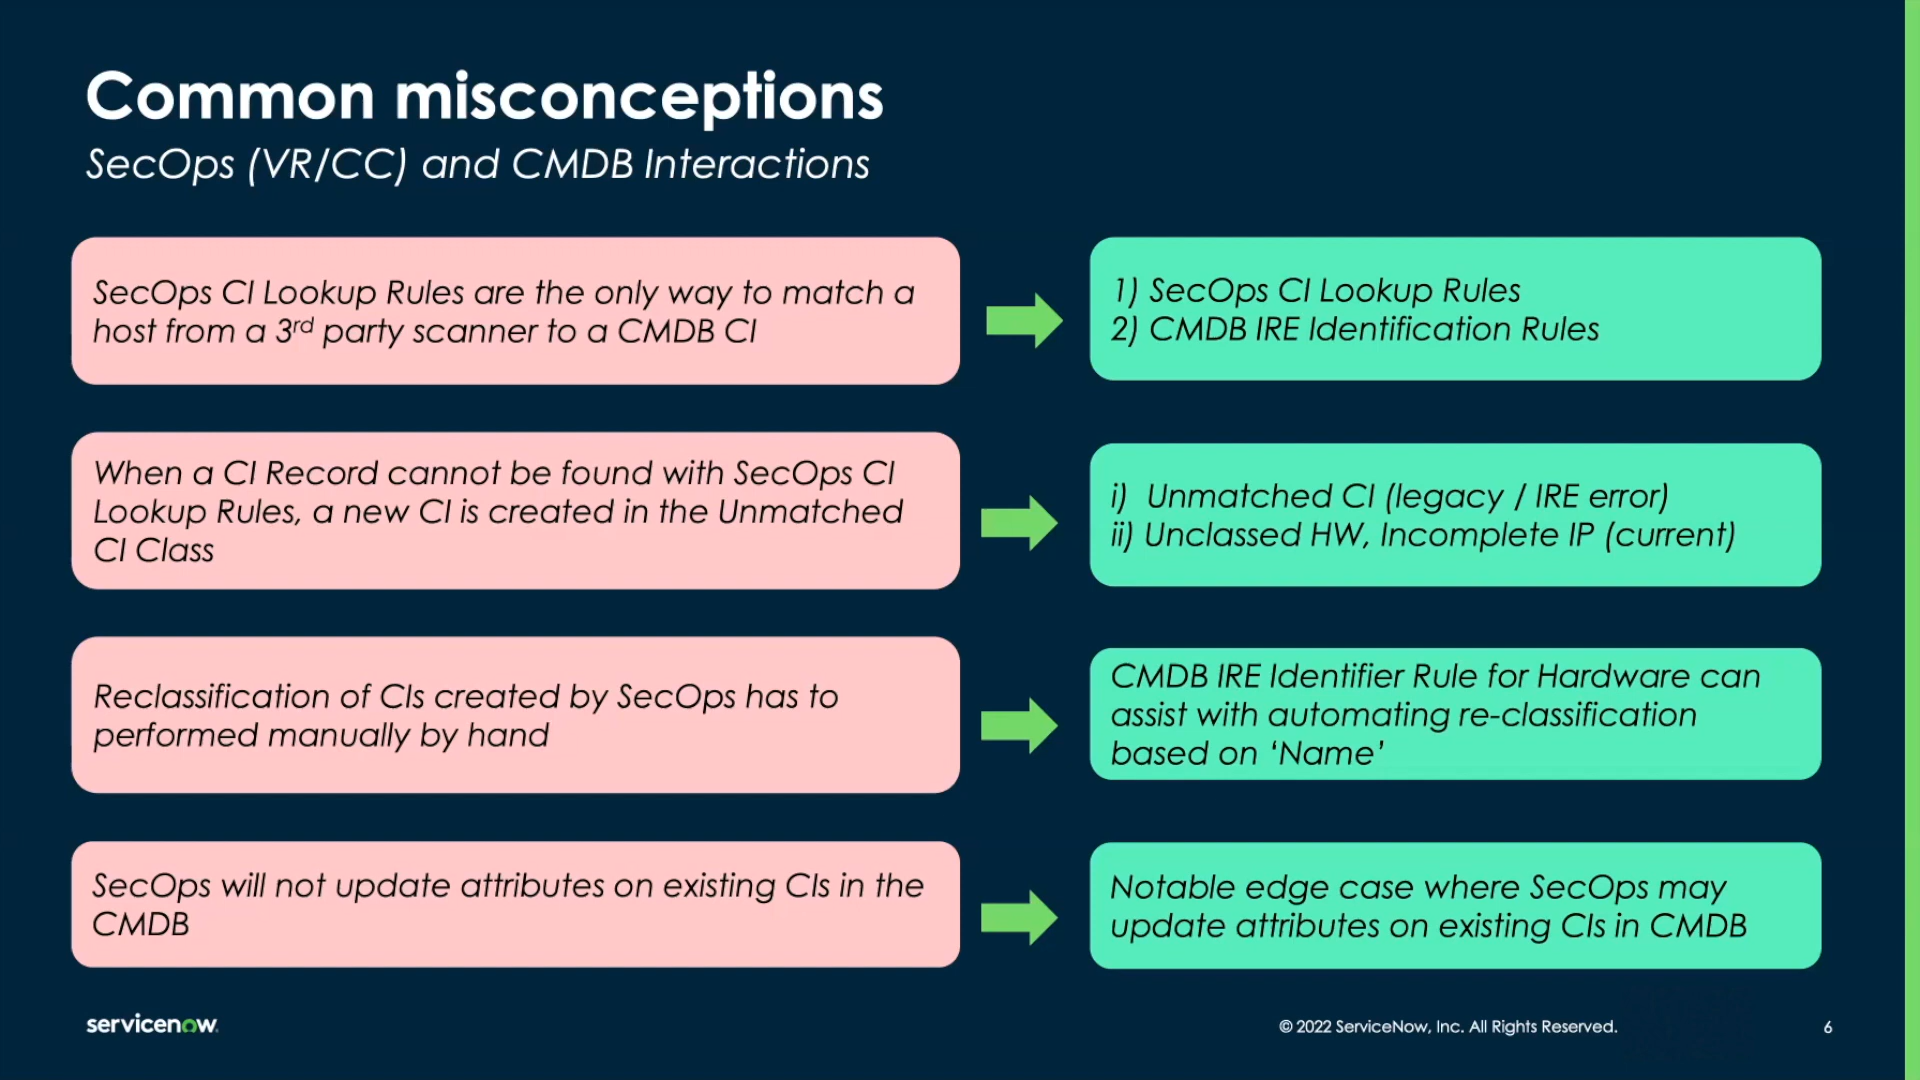 Common misconceptions
SecOps (VR/CC) and CMDB Interactions
SecOps CI Lookup Rules are the only way to match a
host from a 3rd party scanner to a CMDB CI
1) SecOps CI Lookup Rules
2) CMDB IRE Identification Rules
When a CI Record cannot be found with SecOps CI
Lookup Rules, a new CI is created in the Unmatched
CI Class
i) Unmatched CI (legacy / IRE error)
ii) Unclassed HW, Incomplete IP (current)
Reclassification of CIs created by SecOps has to
performed manually by hand
CMDB IRE Identifier Rule for Hardware can
assist with automating re-classification
based on ‘Name’
SecOps will not update attributes on existing CIs in the
CMDB
Notable edge case where SecOps may
update attributes on existing CIs in CMDB
servicenow.
© 2022 ServiceNow, Inc. All Rights Reserved.
6